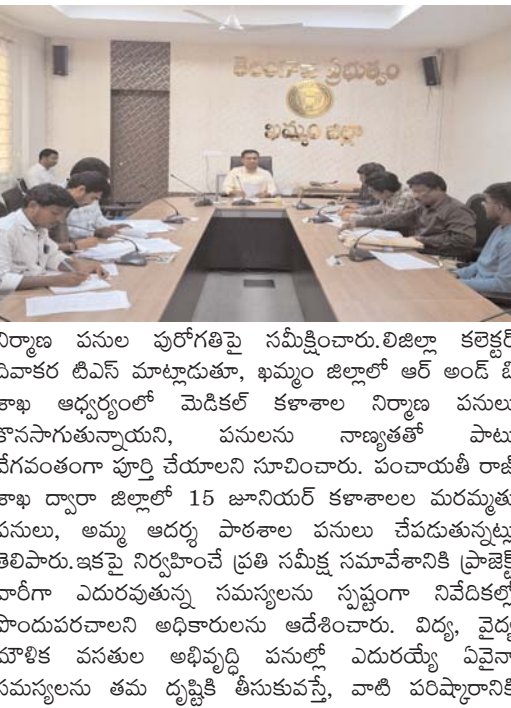 తెలంగాణ ప్రభుత్వం
ఖమ్మం జిల్లా
నిర్మాణ పనుల పురోగతిపై సమీక్షించారు.లిజిల్లా కలెక్టర్
దివాకర టిఎస్ మాట్లాడుతూ, ఖమ్మం జిల్లాలో ఆర్ అండ్ బి
శాఖ ఆధ్వర్యంలో మెడికల్ కళాశాల నిర్మాణ పనులు
కొనసాగుతున్నాయని, పనులను నాణ్యతతో పాటు
వేగవంతంగా పూర్తి చేయాలని సూచించారు. పంచాయతీ రాజ్
శాఖ ద్వారా జిల్లాలో 15 జూనియర్ కళాశాలల మరమ్మతు
పనులు, అమ్మ ఆదర్శ పాఠశాల పనులు చేపడుతున్నట్లు
తెలిపారు.ఇకపై నిర్వహించే ప్రతి సమీక్ష సమావేశానికి ప్రాజెక్ట్
వారీగా ఎదురవుతున్న సమస్యలను స్పష్టంగా నివేదికల్లో
పొందుపరచాలని అధికారులను ఆదేశించారు. విద్య, వైద్య
మౌళిక వసతుల అభివృద్ధి పనుల్లో ఎదురయ్యే ఏవైనా
సమస్యలను తమ దృష్టికి తీసుకువస్తే, వాటి పరిష్కారానికి